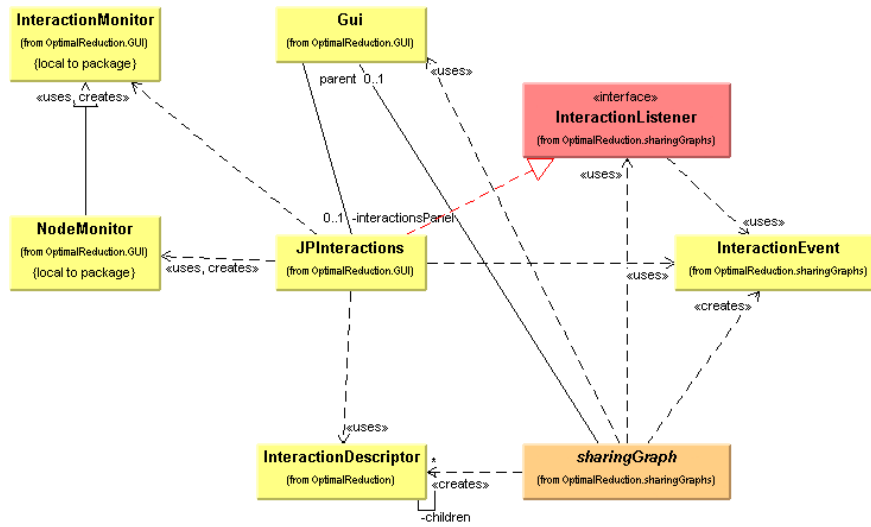 InteractionMonitor
(from OptimalReduction.GUI)
{local to package}
Gui
(from OptimalReduction.GUI)
parent 0..1
«uses»
«uses, creates»
«interface»
InteractionListener
(from OptimalReduction.sharingGraphs)
«uses»
0..1 -interactionsPanel
«uses»
NodeMonitor
(from OptimalReduction.GUI)
{local to package}
«uses, creates»
JPInteractions
(from OptimalReduction.GUI)
InteractionEvent
(from OptimalReduction.sharingGraphs)
«uses»
«creates»
«uses»
InteractionDescriptor
(from OptimalReduction)
*
«creates»
-children
sharingGraph
(from OptimalReduction.sharingGraphs)